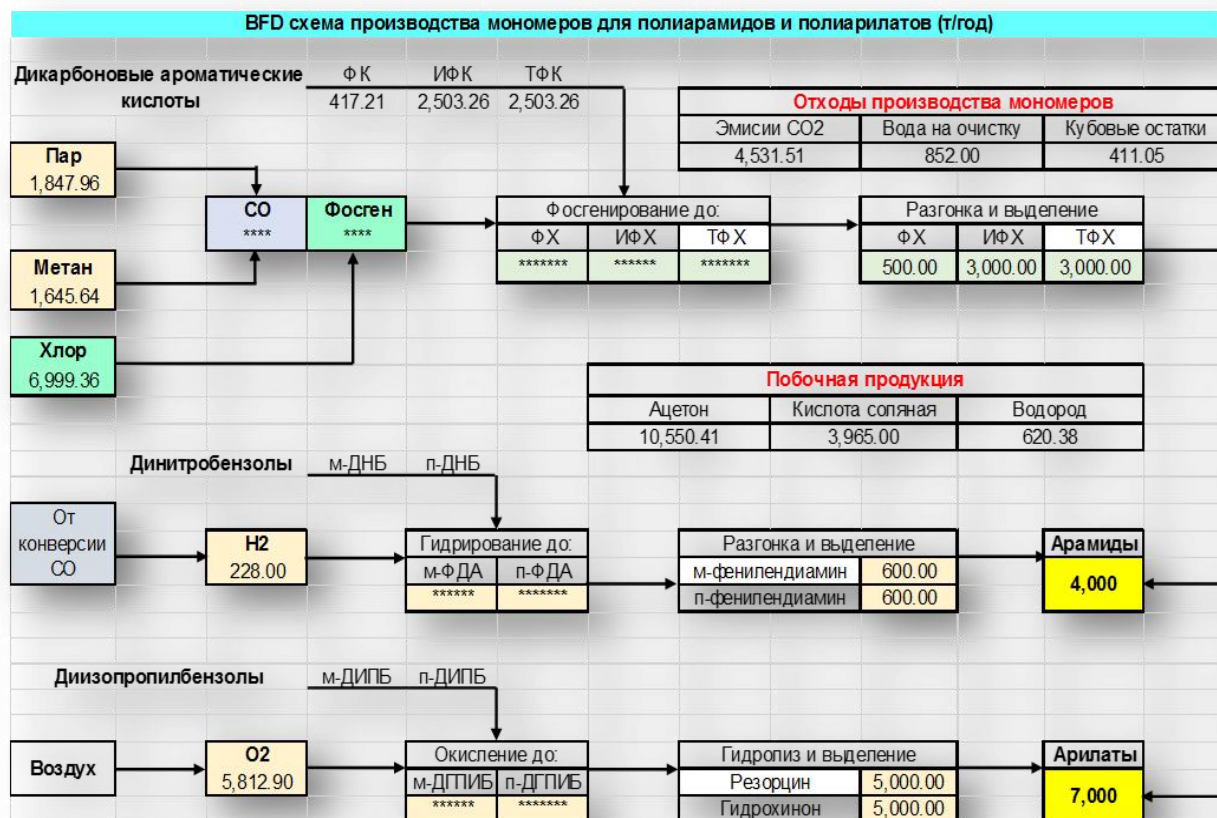 BFD схема производства мономеров для полиарамидов и полиарилатов (т/год)
Дикарбоновые ароматические кислоты
ФК ИФК ТФК
417.21 2,503.26 2,503.26
Отходы производства мономеров
Эмисии СО2 Вода на очистку Кубовые остатки
4,531.51 852.00 411.05
Пар
1,847.96
СО Фосген
**** ****
Фосгенирование до:
ФХ ИФХ ТФХ
******* ****** *******
Разгонка и выделение
ФХ ИФХ ТФХ
500.00 3,000.00 3,000.00
Метан
1,645.64
Хлор
6,999.36
Побочная продукция
Ацетон Кислота соляная Водород
10,550.41 3,965.00 620.38
Динитробензолы м-ДНБ п-ДНБ
От
конверсии
СО
Н2
228.00
Гидрирование до:
м-ФДА п-ФДА
****** *******
Разгонка и выделение
м-фенилендиамин 600.00
п-фенилендиамин 600.00
Арамиды
4,000
Диизопропилбензолы м-ДИПБ п-ДИПБ
Воздух
О2
5,812.90
Окисление до:
м-ДГПИБ п-ДГПИБ
****** *******
Гидролиз и выделение
Резорцин 5,000.00
Гидрохинон 5,000.00
Арилаты
7,000